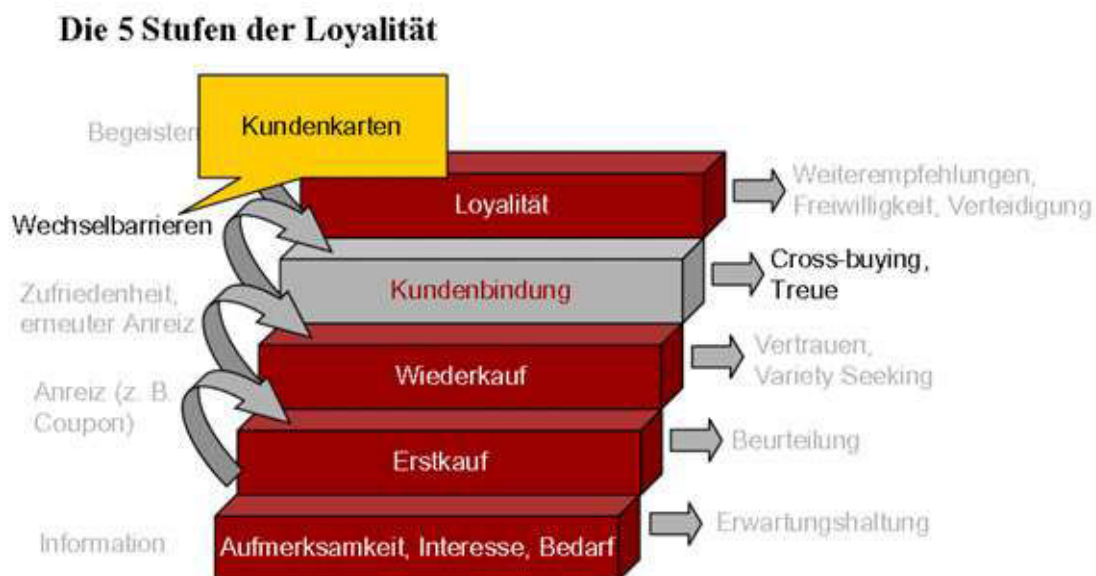 Die 5 Stufen der Loyalität
Kundenkarten
Loyalität
Weiterempfehlungen,
Freiwilligkeit, Verteidigung
Wechselbarrieren
Kundenbindung
Cross-buying,
Treue
Zufriedenheit,
erneuter Anreiz
Wiederkauf
Vertrauen,
Variety Seeking
Anreiz (z. B.
Coupon)
Erstkauf
Beurteilung
Information
Aufmerksamkeit, Interesse, Bedarf
Erwartungshaltung